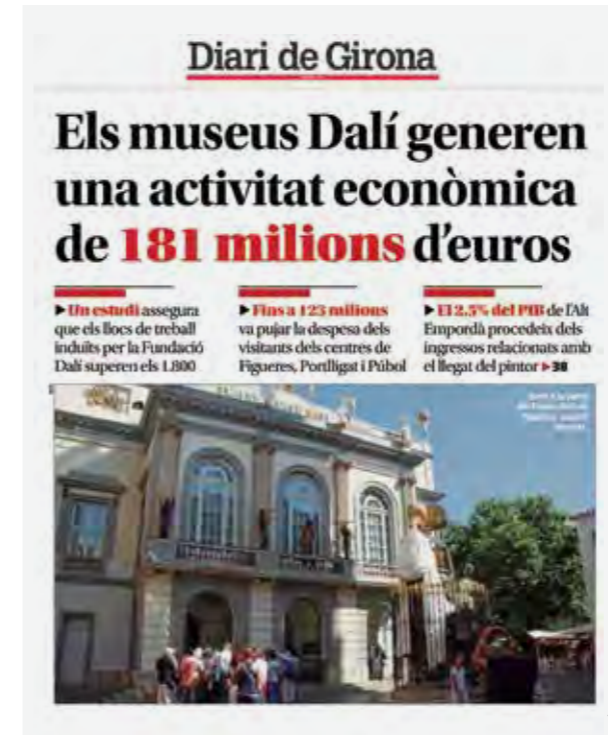 Diari de Girona
Els museus Dalí generen
una activitat econòmica
de 181 milions d'euros
▶ Un estudi assegura
que els llocs de treball
induïts per la Fundació
Dalí superen els 1.800
▶ Fins a 123 milions
va pujar la despesa dels
visitants dels centres de
Figueres, Portlligat i Púbol
▶ El 2.5% del PIB de l'Alt
Empordà procedeix dels
ingressos relacionats amb
el llegat del pintor ▶ 38